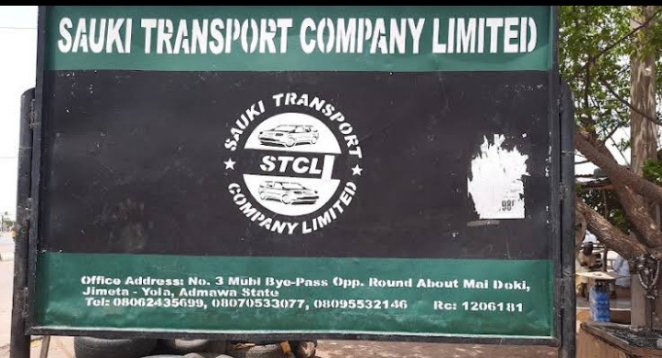 SAUKI TRANSPORT COMPANY LIMITED
SAUKI TRANSPORT
STCL
COMPANY LIMITED
Office Address: No. 3 Mubi Bye-Pass Opp. Round About Mai Doki,
Jimeta - Yola, Admawa State
Tel: 08062435699, 08070533077, 08095532146 Rc: 1206181